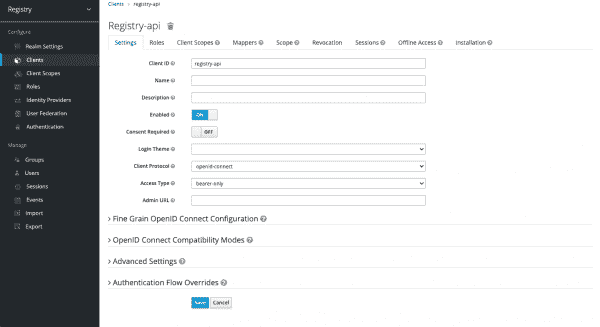 Registry
Configure
Realm Settings
Clients
Client Scopes
Roles
Identity Providers
User Federation
Authentication
Manage
Groups
Users
Sessions
Events
Import
Export
Clients > registry-api
Registry-api
Settings Roles Client Scopes Mappers Scope Revocation Sessions Offline Access Installation
Client ID registry-api
Name
Description
Enabled ON
Consent Required OFF
Login Theme
Client Protocol openid-connect
Access Type bearer-only
Admin URL
Fine Grain OpenID Connect Configuration
OpenID Connect Compatibility Modes
Advanced Settings
Authentication Flow Overrides
Save Cancel